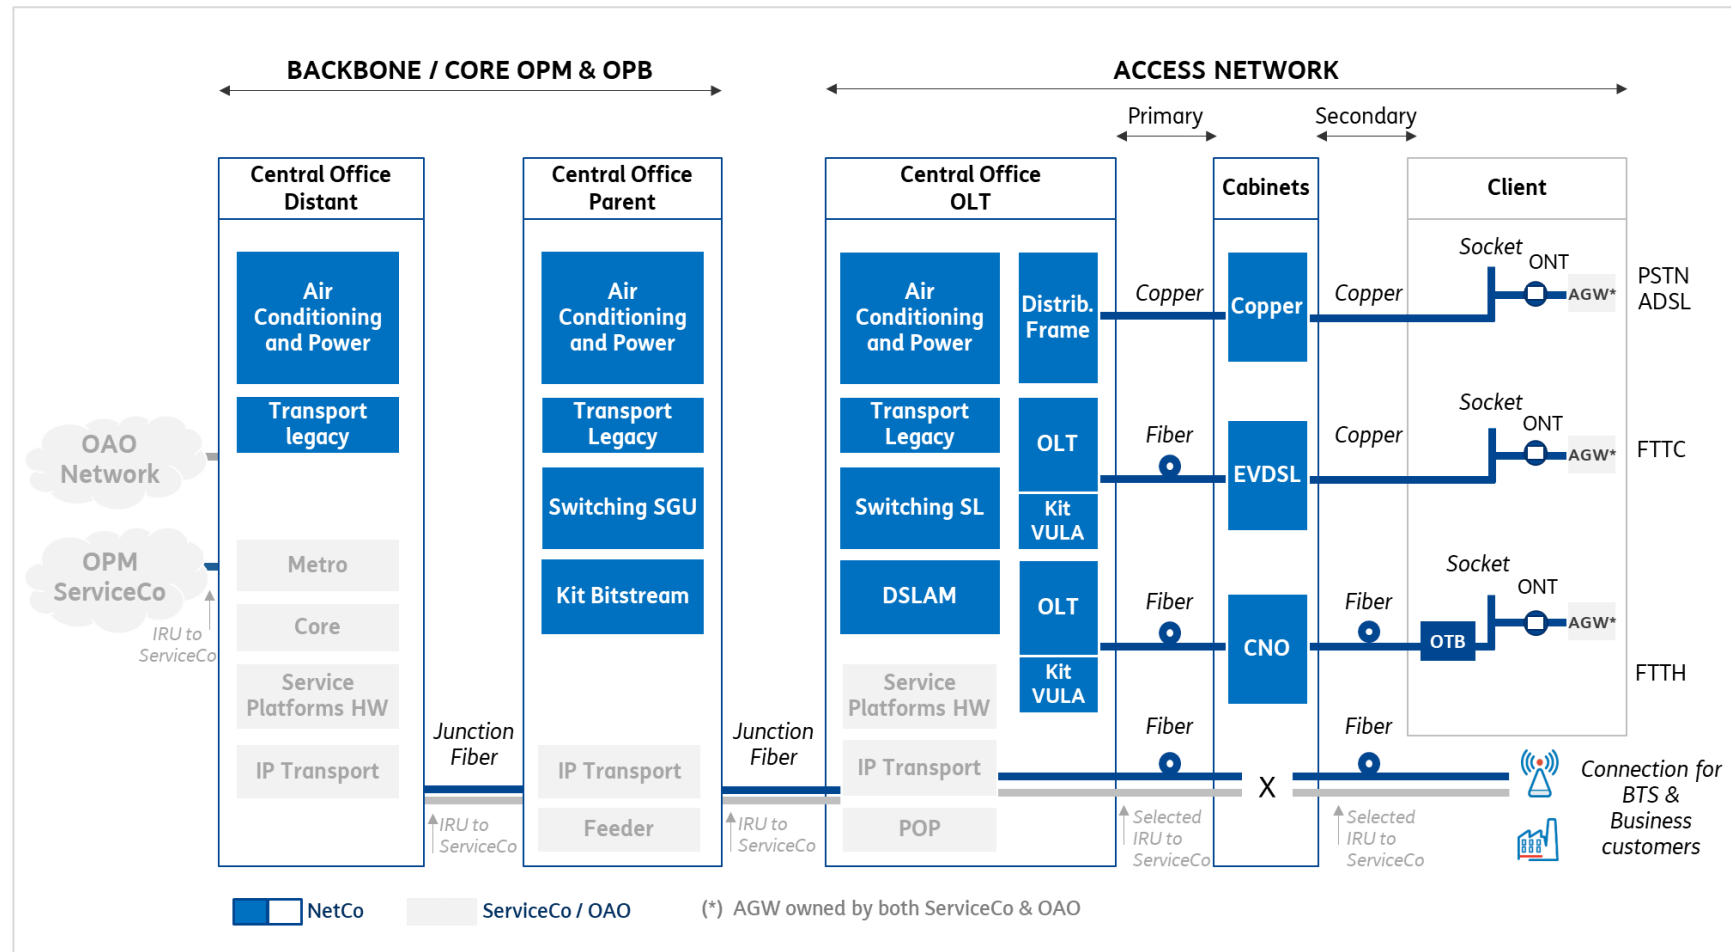 BACKBONE / CORE OPM & OPB
ACCESS NETWORK
Primary
Secondary
Central Office
Distant
Central Office
Parent
Central Office
OLT
Cabinets
Client
Air
Conditioning
and Power
Transport
legacy
Metro
Core
Service
Platforms HW
IP Transport
OAO
Network
OPM
ServiceCo
IRU to
ServiceCo
Junction
Fiber
IRU to
ServiceCo
Air
Conditioning
and Power
Transport
Legacy
Switching SGU
Kit Bitstream
IP Transport
Feeder
Junction
Fiber
IRU to
ServiceCo
Air
Conditioning
and Power
Transport
Legacy
Switching SL
DSLAM
Service
Platforms HW
IP Transport
POP
Distrib.
Frame
OLT
Kit
VULA
OLT
Kit
VULA
Copper
Copper
Copper
Socket
ONT
AGW*
PSTN
ADSL
Fiber
EVDSL
Copper
Socket
ONT
AGW*
FTTC
Fiber
CNO
Fiber
OTB
Socket
ONT
AGW*
FTTH
Fiber
X
Fiber
Selected
IRU to
ServiceCo
Selected
IRU to
ServiceCo
Connection for
BTS &
Business
customers
NetCo
ServiceCo / OAO
(*) AGW owned by both ServiceCo & OAO